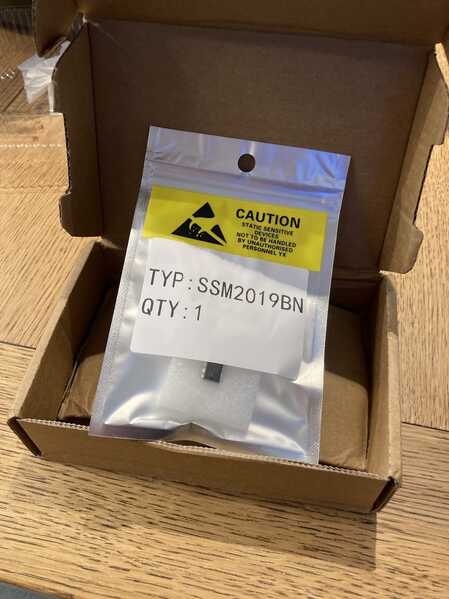 CAUTION
STATIC SENSITIVE
DEVICES
NOT TO BE HANDLED
BY UNAUTHORISED
PERSONNEL YX
TYP:SSM2019BN
QTY:1